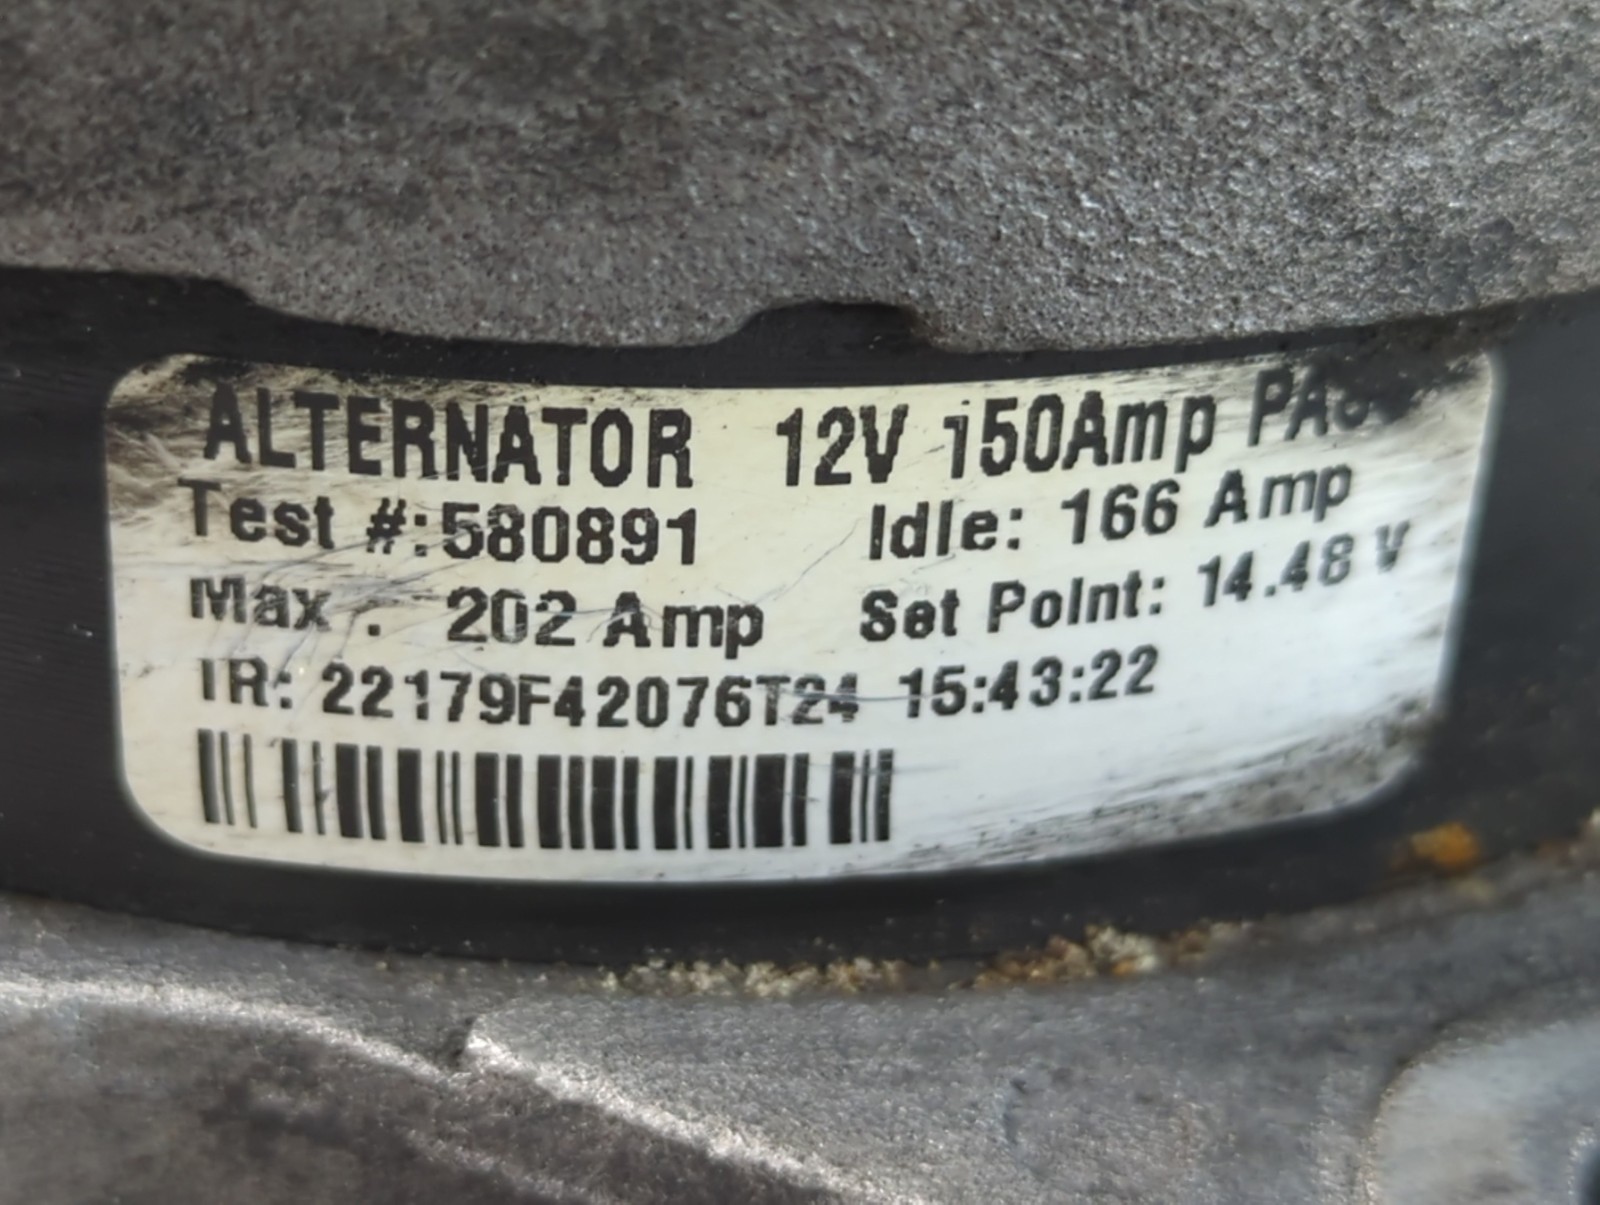 ALTERNATOR 12V 150Amp
Test #:580891 Idle: 166 Amp
Max : 202 Amp Set Point: 14.48 V
TR: 22179F42076T24 15:43:22